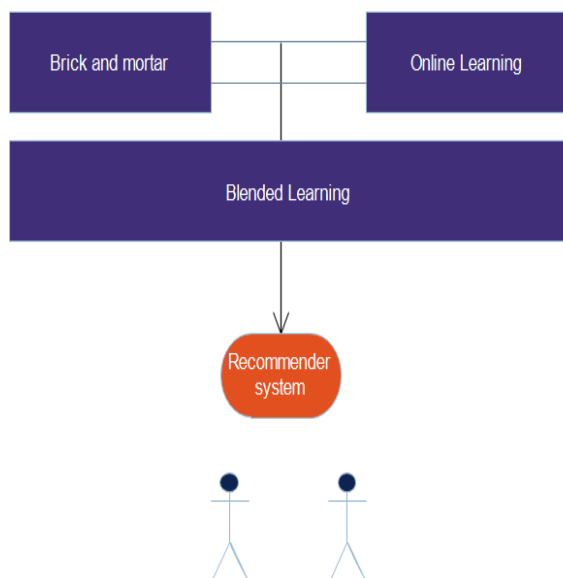 Brick and mortar
Online Learning
Blended Learning
Recommender
system